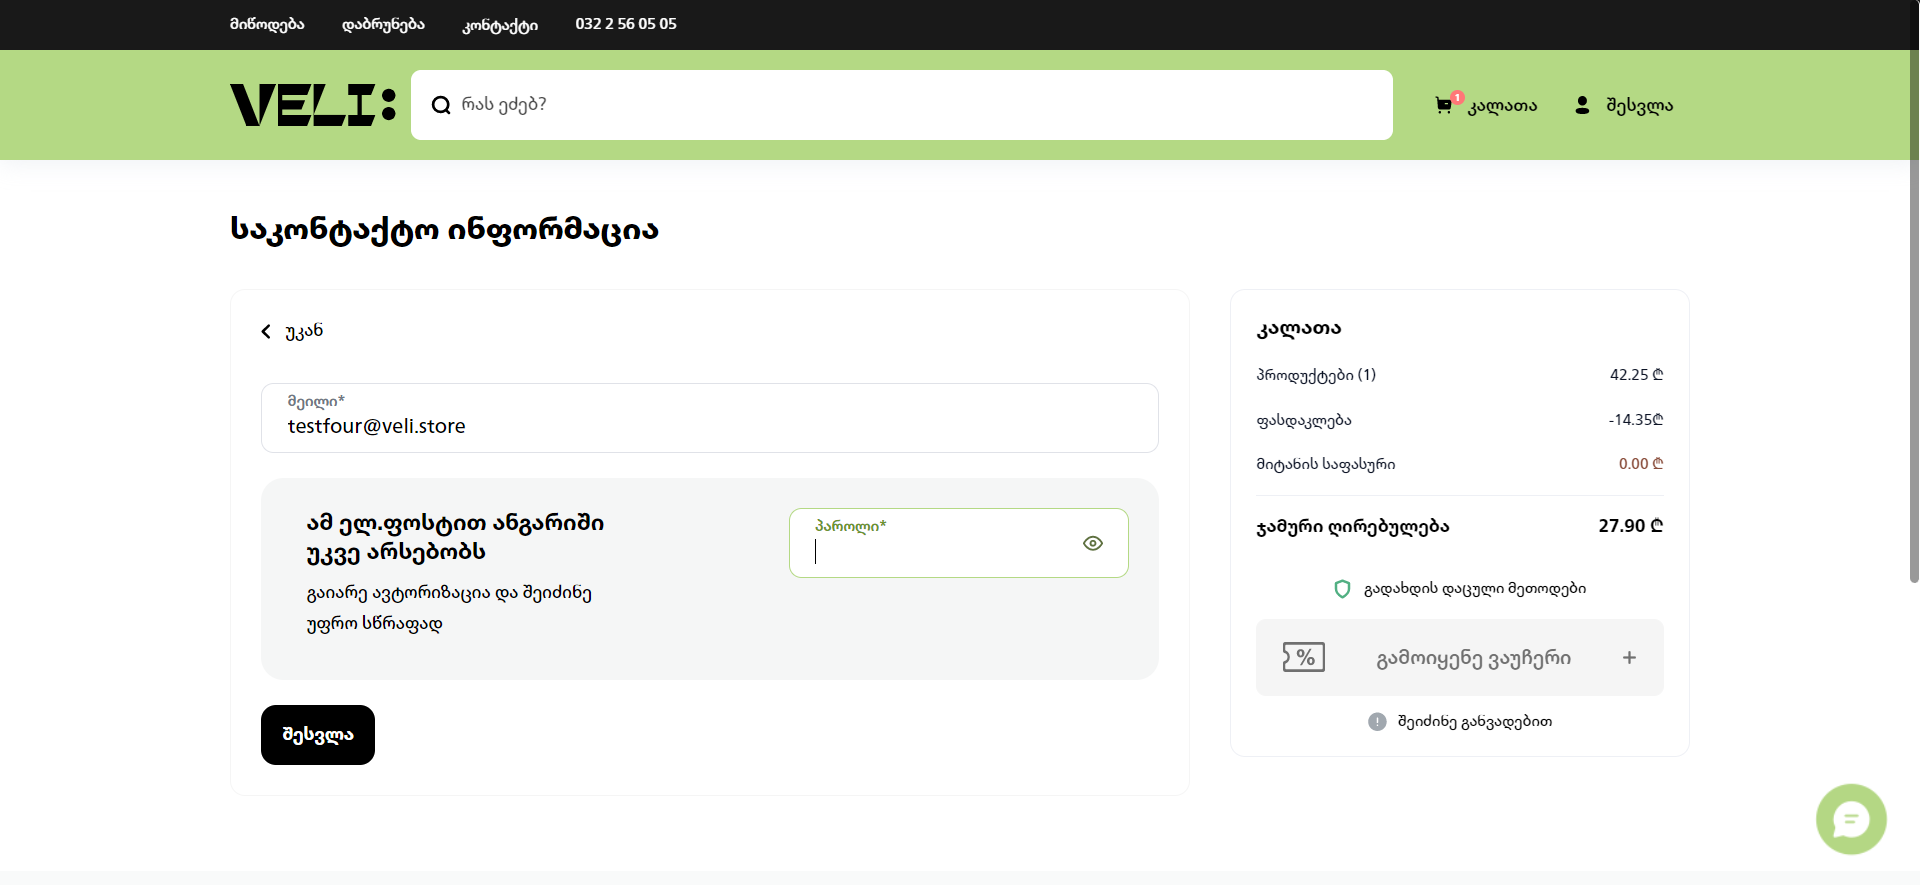 მიწოდება
დაბრუნება
კონტაქტი
032 2 56 05 05
VELI:
რას ეძებ?
1
კალათა
შესვლა
საკონტაქტო ინფორმაცია
უკან
მეილი*
testfour@veli.store
ამ ელ.ფოსტით ანგარიში
უკვე არსებობს
გაიარე ავტორიზაცია და შეიძინე
უფრო სწრაფად
პაროლი*
შესვლა
კალათა
პროდუქტები (1) 42.25 ₾
ფასდაკლება -14.35₾
მიტანის საფასური 0.00 ₾
ჯამური ღირებულება 27.90 ₾
გადახდის დაცული მეთოდები
% გამოიყენე ვაუჩერი +
შეიძინე განვადებით